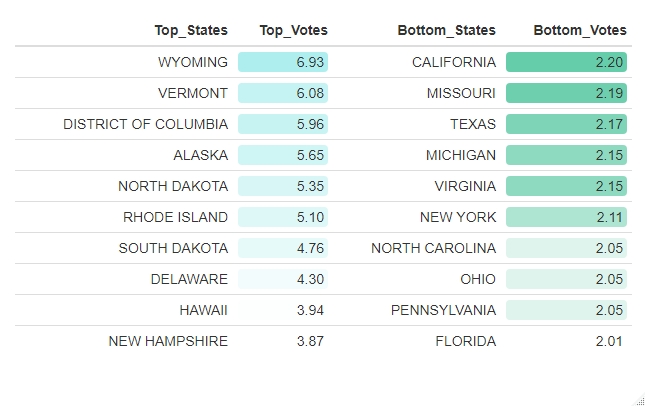 Top_States Top_Votes Bottom_States Bottom_Votes
WYOMING 6.93 CALIFORNIA 2.20
VERMONT 6.08 MISSOURI 2.19
DISTRICT OF COLUMBIA 5.96 TEXAS 2.17
ALASKA 5.65 MICHIGAN 2.15
NORTH DAKOTA 5.35 VIRGINIA 2.15
RHODE ISLAND 5.10 NEW YORK 2.11
SOUTH DAKOTA 4.76 NORTH CAROLINA 2.05
DELAWARE 4.30 OHIO 2.05
HAWAII 3.94 PENNSYLVANIA 2.05
NEW HAMPSHIRE 3.87 FLORIDA 2.01